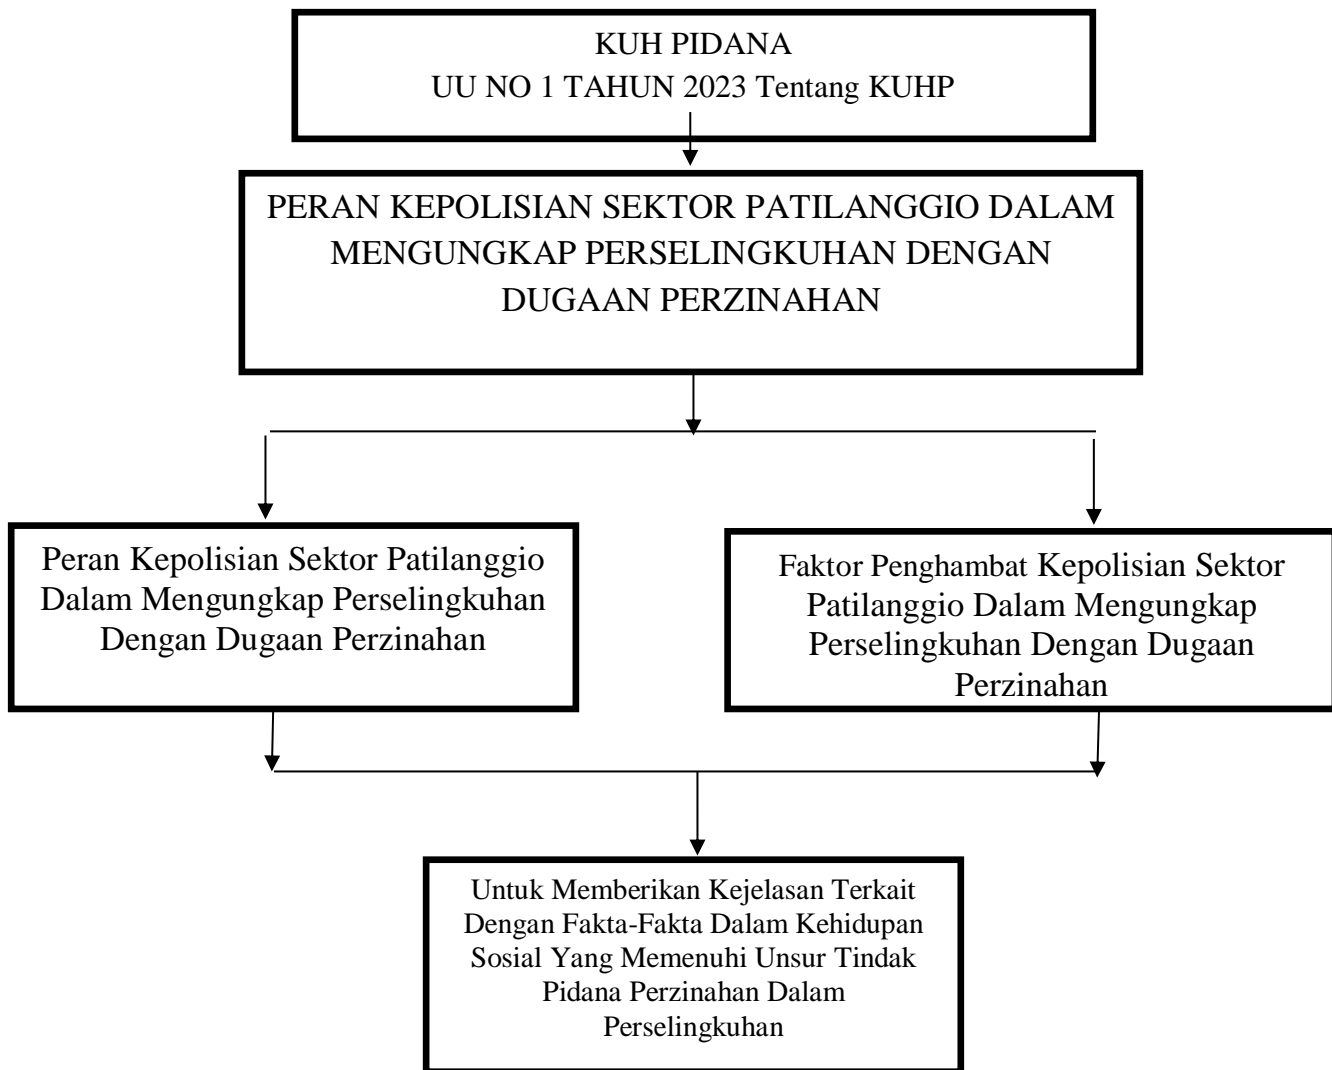 KUH PIDANA
UU NO 1 TAHUN 2023 Tentang KUHP
PERAN KEPOLISIAN SEKTOR PATILANGGIO DALAM
MENGUNGKAP PERSELINGKUHAN DENGAN
DUGAAN PERZINAHAN
Peran Kepolisian Sektor Patilanggio
Dalam Mengungkap Perselingkuhan
Dengan Dugaan Perzinahan
Faktor Penghambat Kepolisian Sektor
Patilanggio Dalam Mengungkap
Perselingkuhan Dengan Dugaan
Perzinahan
Untuk Memberikan Kejelasan Terkait
Dengan Fakta-Fakta Dalam Kehidupan
Sosial Yang Memenuhi Unsur Tindak
Pidana Perzinahan Dalam
Perselingkuhan